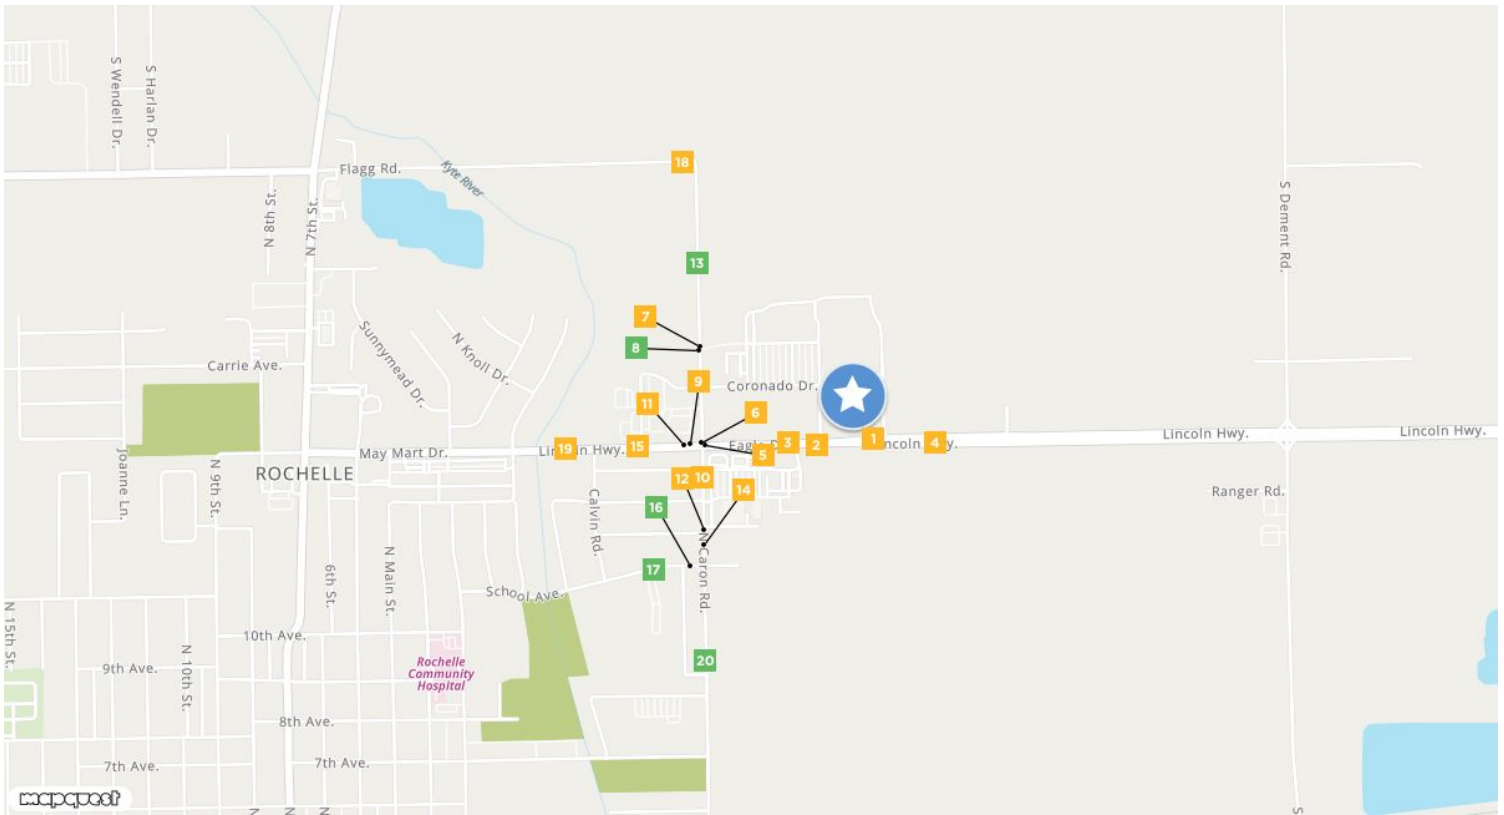 S Wendell Dr.
S Harlan Dr.
Flagg Rd.
Kyte River
18
N 8th St.
N 7th St.
S Dement Rd.
13
7
8
Sunnymead Dr.
N Knoll Dr.
Carrie Ave.
9
Coronado Dr.
11
6
19
15
3
2
1
4
Lincoln Hwy.
Lincoln Hwy.
May Mart Dr.
5
ROCHELLE
Joanne Ln.
N 9th St.
12
10
14
16
Calvin Rd.
Ranger Rd.
N Caron Rd.
17
6th St.
N Main St.
School Ave.
N 15th St.
10th Ave.
20
9th Ave.
N 10th St.
Rochelle
Community
Hospital
8th Ave.
7th Ave.
7th Ave.
mapquest
N
N
N
S